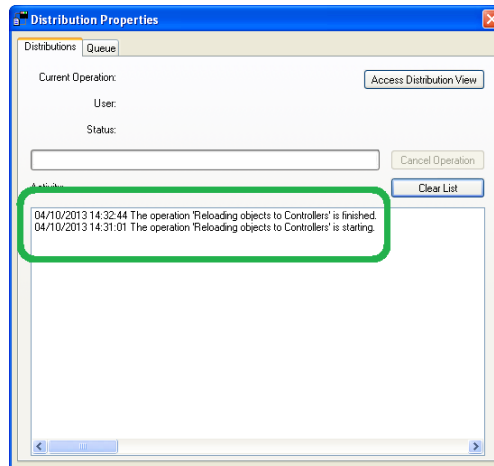 Distribution Properties
Distributions Queue
Current Operation:
Access Distribution View
User:
Status:
Cancel Operation
Activity:
Clear List
04/10/2013 14:32:44 The operation 'Reloading objects to Controllers' is finished.
04/10/2013 14:31:01 The operation 'Reloading objects to Controllers' is starting.